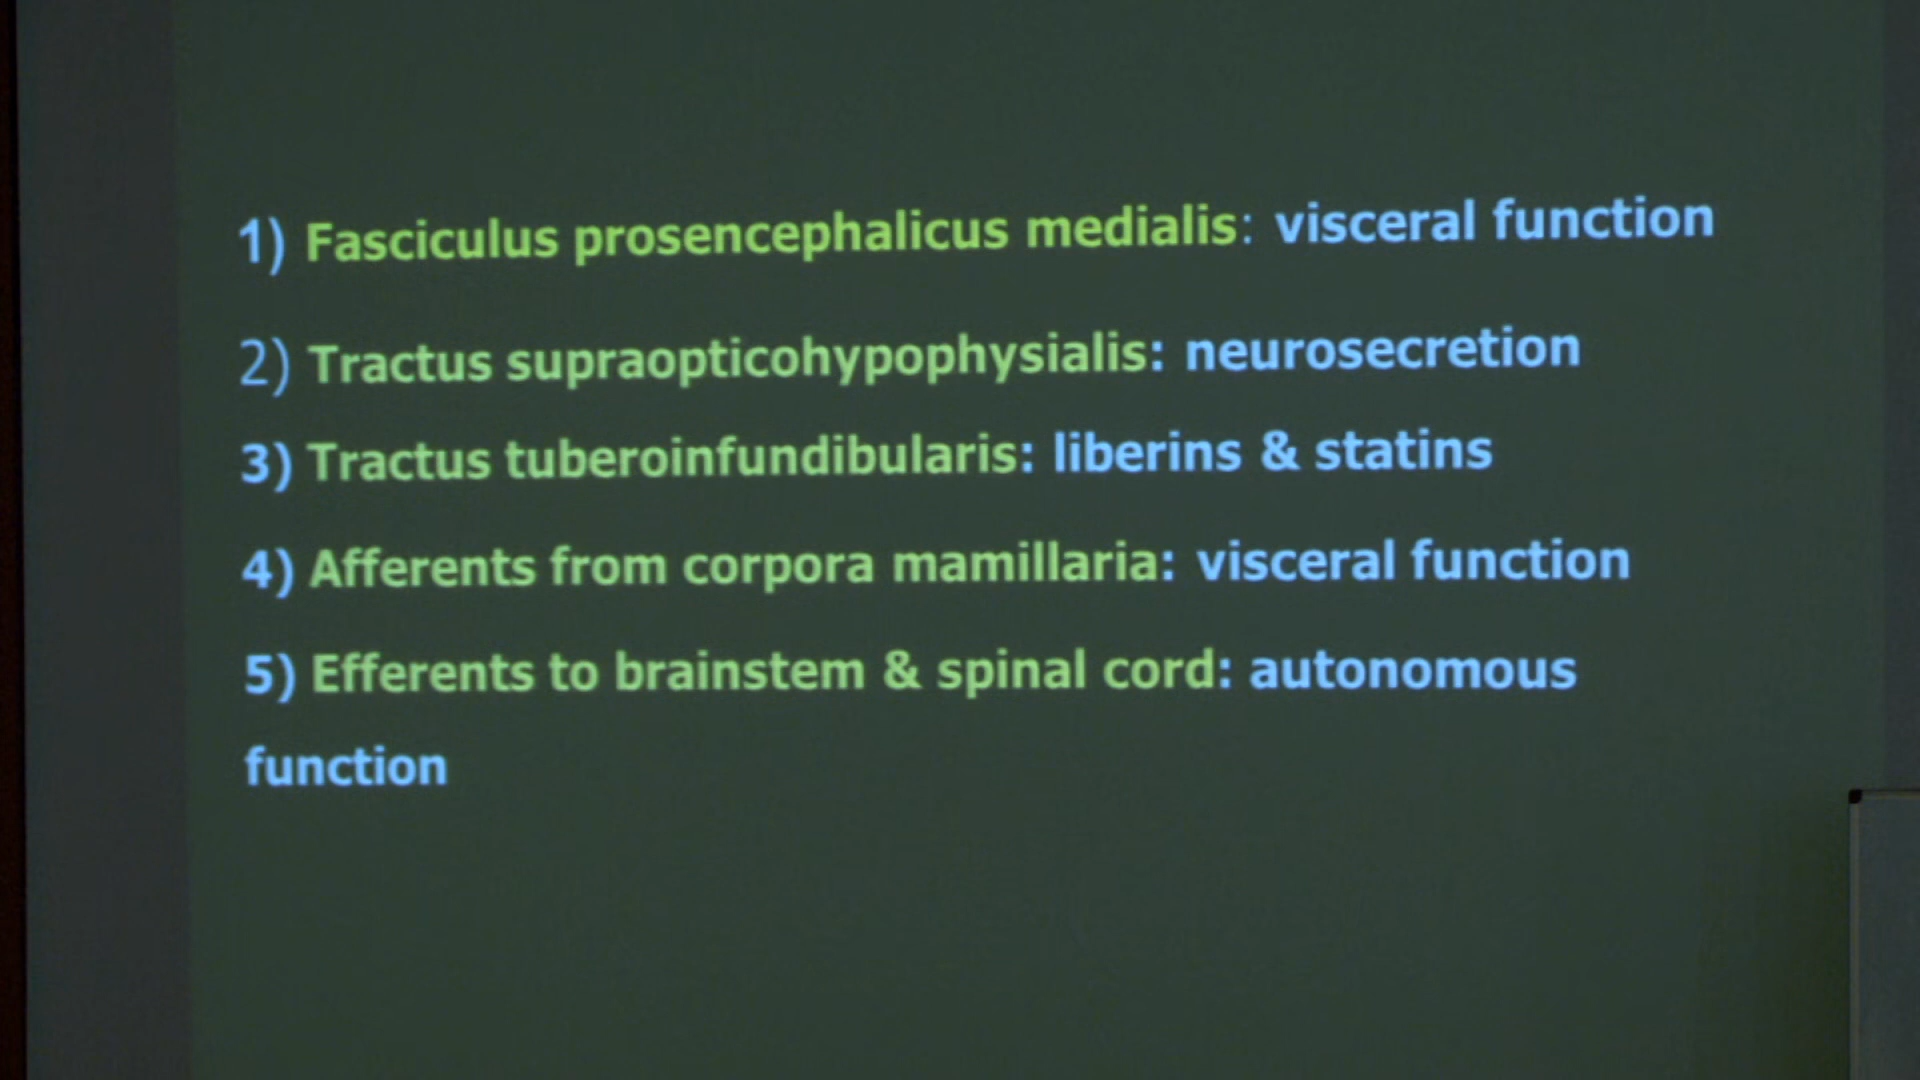 1) Fasciculus prosencephalicus medialis: visceral function
2) Tractus supraopticohypophysialis: neurosecretion
3) Tractus tuberoinfundibularis: liberins & statins
4) Afferents from corpora mamillaria: visceral function
5) Efferents to brainstem & spinal cord: autonomous
function